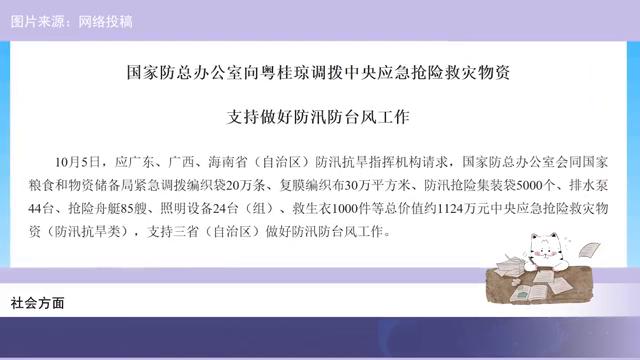 图片来源：网络投稿
国家防总办公室向粤桂琼调拨中央应急抢险救灾物资
支持做好防汛防台风工作
10月5日，应广东、广西、海南省（自治区）防汛抗旱指挥机构请求，国家防总办公室会同国家
粮食和物资储备局紧急调拨编织袋20万条、复膜编织布30万平方米、防汛抢险集装袋5000个、排水泵
44台、抢险舟艇85艘、照明设备24台（组）、救生衣1000件等总价值约1124万元中央应急抢险救灾物
资（防汛抗旱类），支持三省（自治区）做好防汛防台风工作。
社会方面